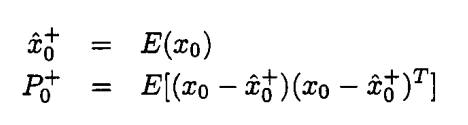 x̂₀⁺ = E(x₀)
P₀⁺ = E[(x₀ − x̂₀⁺)(x₀ − x̂₀⁺)ᵀ]